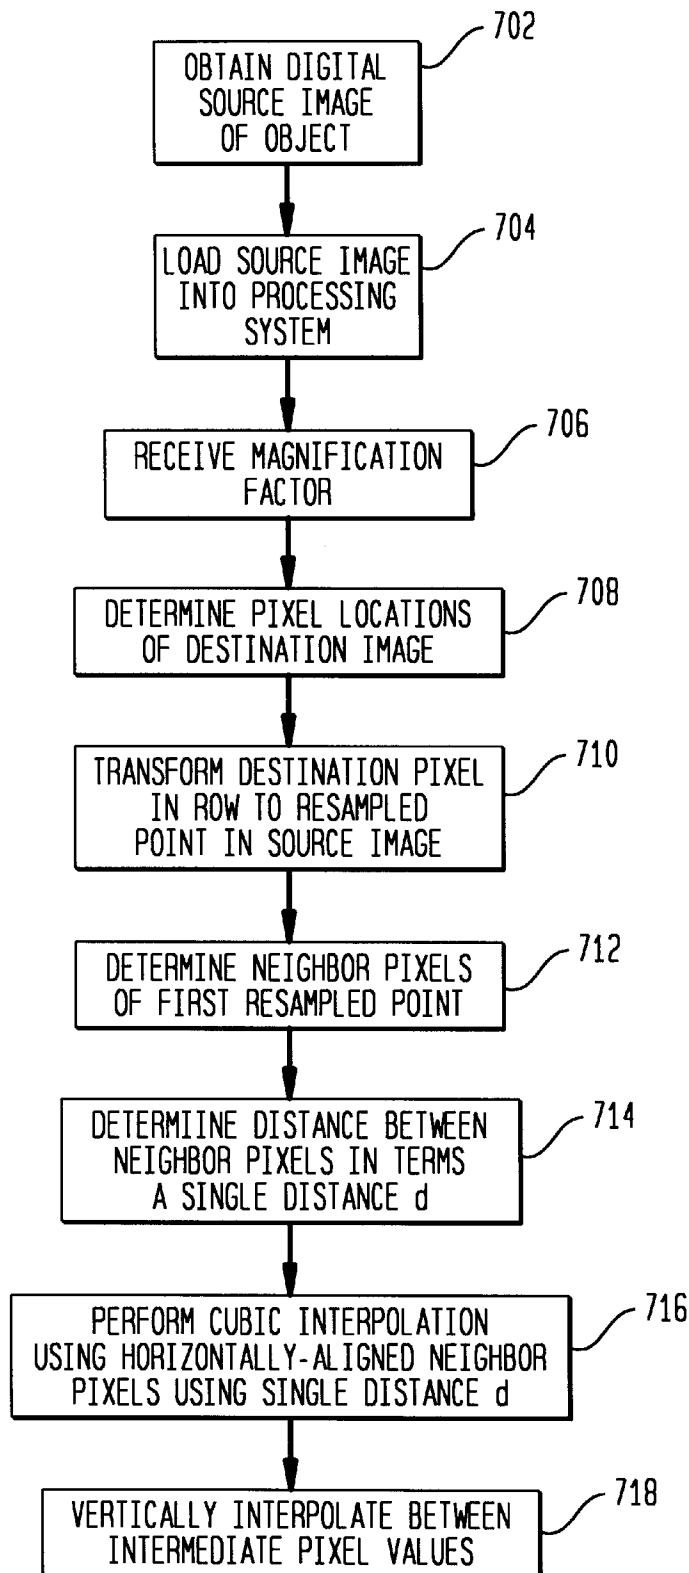 702
OBTAIN DIGITAL
SOURCE IMAGE
OF OBJECT
704
LOAD SOURCE IMAGE
INTO PROCESSING
SYSTEM
706
RECEIVE MAGNIFICATION
FACTOR
708
DETERMINE PIXEL LOCATIONS
OF DESTINATION IMAGE
710
TRANSFORM DESTINATION PIXEL
IN ROW TO RESAMPLED
POINT IN SOURCE IMAGE
712
DETERMINE NEIGHBOR PIXELS
OF FIRST RESAMPLED POINT
714
DETERMIINE DISTANCE BETWEEN
NEIGHBOR PIXELS IN TERMS
A SINGLE DISTANCE d
716
PERFORM CUBIC INTERPOLATION
USING HORIZONTALLY-ALIGNED NEIGHBOR
PIXELS USING SINGLE DISTANCE d
718
VERTICALLY INTERPOLATE BETWEEN
INTERMEDIATE PIXEL VALUES